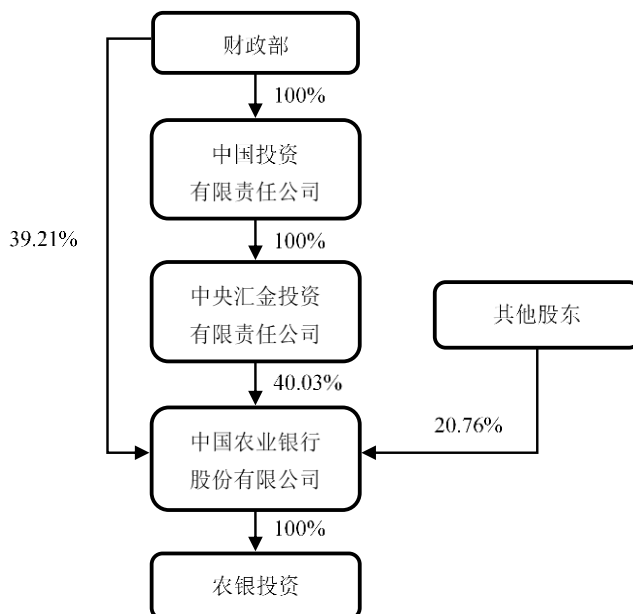 财政部
100%
中国投资
有限责任公司
39.21%
100%
中央汇金投资
有限责任公司
其他股东
40.03%
20.76%
中国农业银行
股份有限公司
100%
农银投资